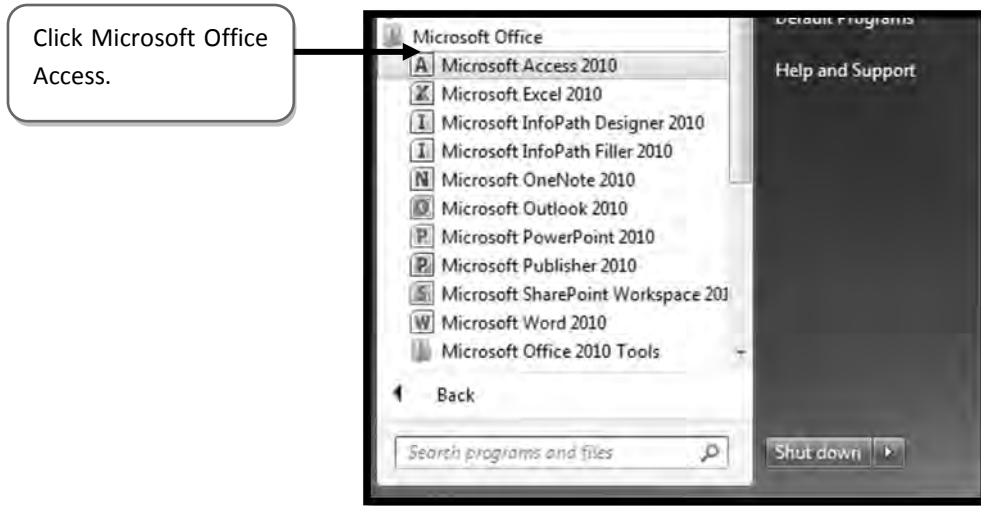 Click Microsoft Office
Access.
Microsoft Office
Microsoft Access 2010
Microsoft Excel 2010
Microsoft InfoPath Designer 2010
Microsoft InfoPath Filler 2010
Microsoft OneNote 2010
Microsoft Outlook 2010
Microsoft PowerPoint 2010
Microsoft Publisher 2010
Microsoft SharePoint Workspace 201
Microsoft Word 2010
Microsoft Office 2010 Tools
Back
Search programs and files
Default Programs
Help and Support
Shut down